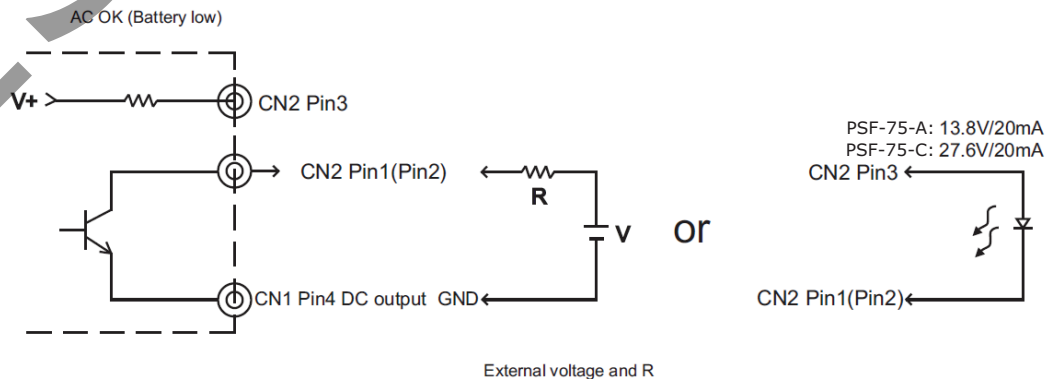 AC OK (Battery low)
V+
CN2 Pin3
PSF-75-A: 13.8V/20mA
PSF-75-C: 27.6V/20mA
CN2 Pin3
CN2 Pin1(Pin2)
R
V
or
CN1 Pin4 DC output GND
CN2 Pin1(Pin2)
External voltage and R